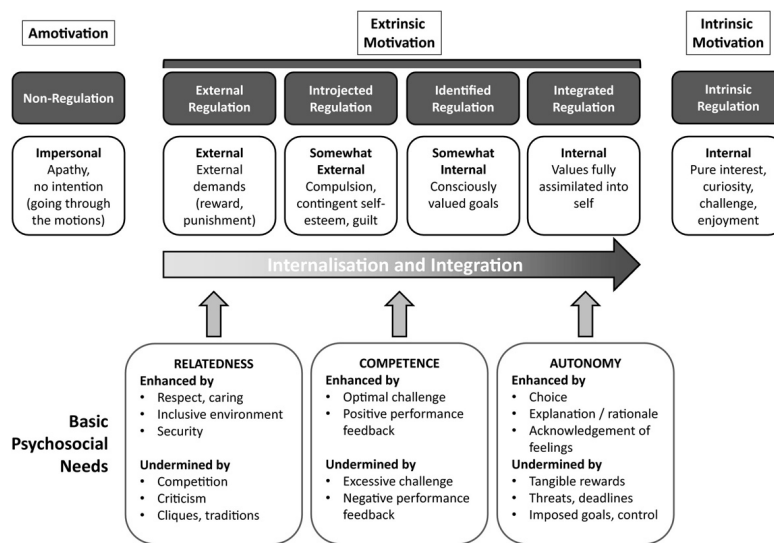 Amotivation
Extrinsic
Motivation
Intrinsic
Motivation
Non-Regulation
External
Regulation
Introjected
Regulation
Identified
Regulation
Integrated
Regulation
Intrinsic
Regulation
Impersonal
Apathy,
no intention
(going through
the motions)
External
External
demands
(reward,
punishment)
Somewhat
External
Compulsion,
contingent self-
esteem, guilt
Somewhat
Internal
Consciously
valued goals
Internal
Values fully
assimilated into
self
Internal
Pure interest,
curiosity,
challenge,
enjoyment
Internalisation and Integration
Basic
Psychosocial
Needs
RELATEDNESS
Enhanced by
• Respect, caring
• Inclusive environment
• Security
Undermined by
• Competition
• Criticism
• Cliques, traditions
COMPETENCE
Enhanced by
• Optimal challenge
• Positive performance
feedback
Undermined by
• Excessive challenge
• Negative performance
feedback
AUTONOMY
Enhanced by
• Choice
• Explanation / rationale
• Acknowledgement of
feelings
Undermined by
• Tangible rewards
• Threats, deadlines
• Imposed goals, control